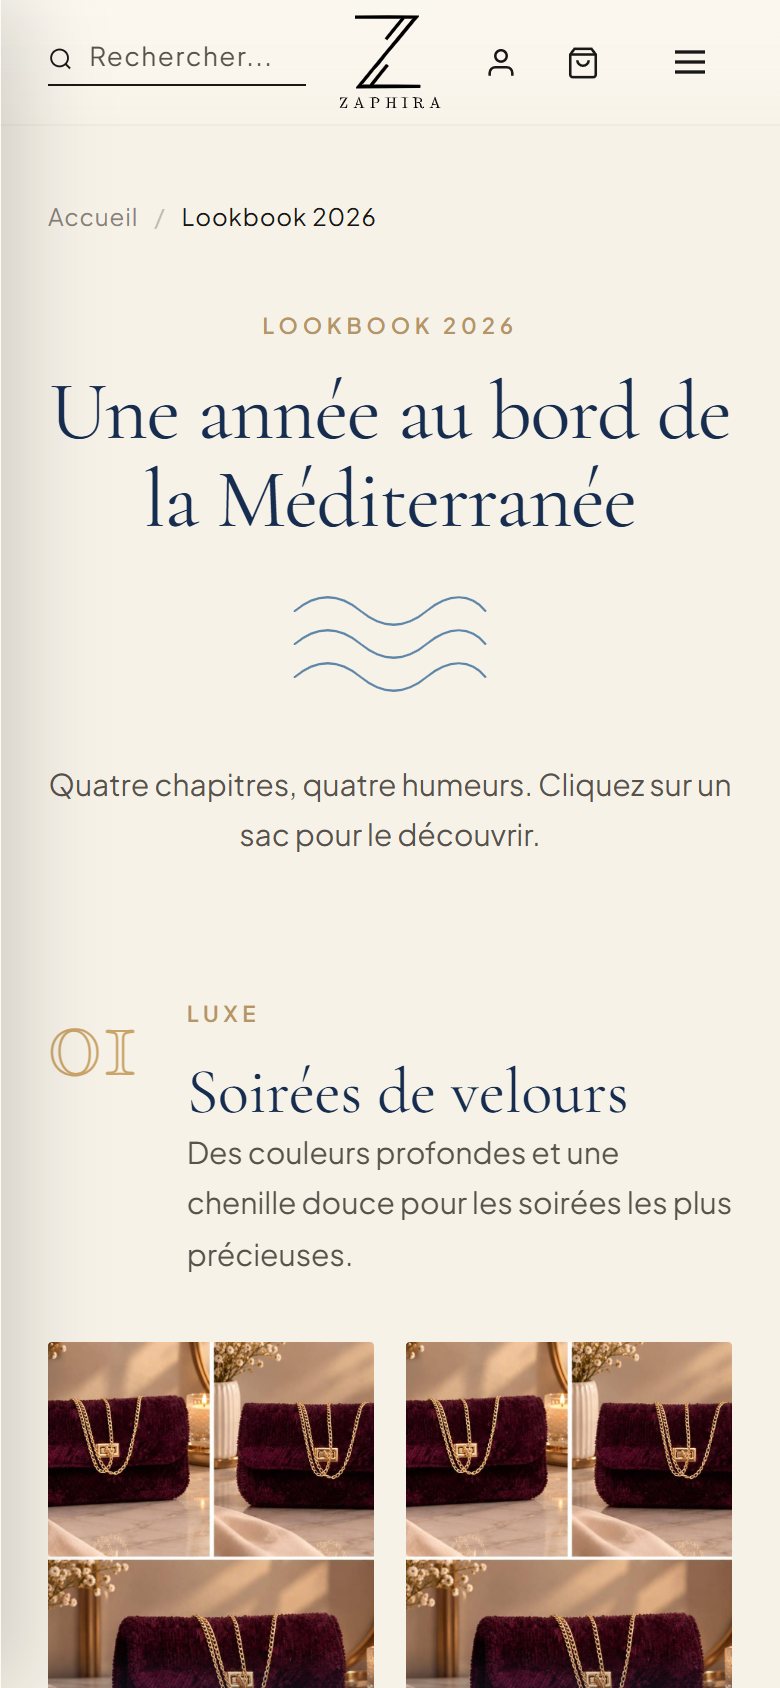 Rechercher...
ZAPHIRA
Accueil / Lookbook 2026
LOOKBOOK 2026
Une année au bord de
la Méditerranée
Quatre chapitres, quatre humeurs. Cliquez sur un
sac pour le découvrir.
01
LUXE
Soirées de velours
Des couleurs profondes et une
chenille douce pour les soirées les plus
précieuses.